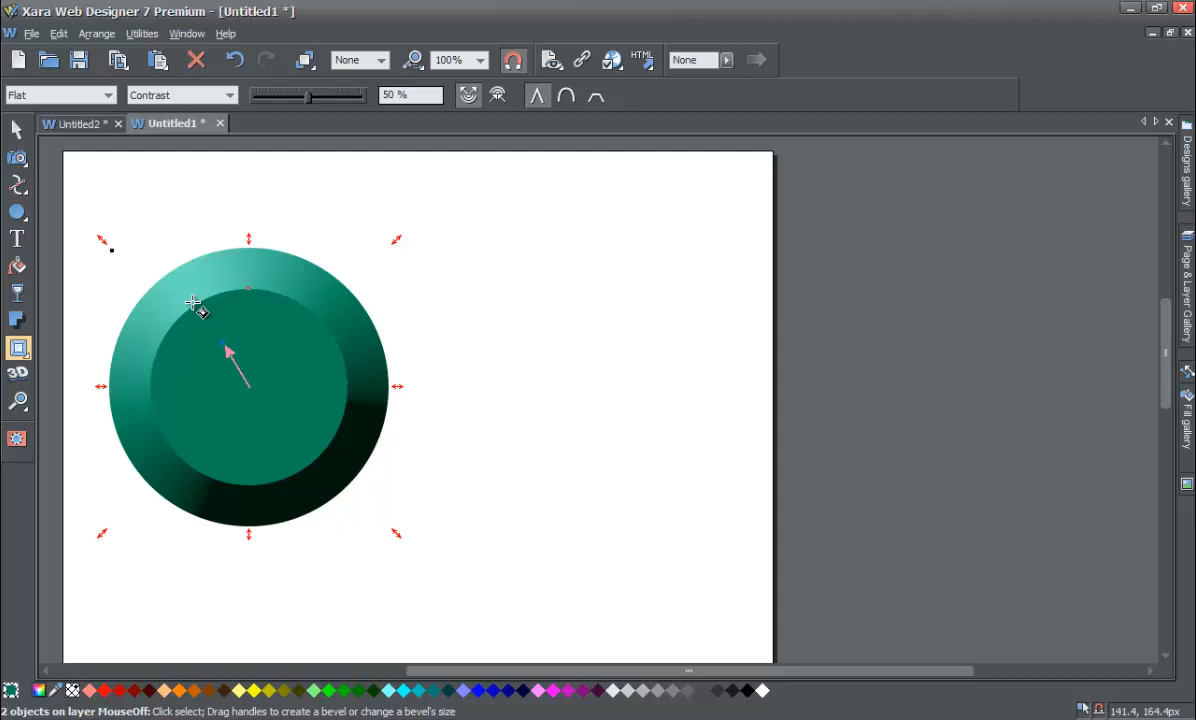 Xara Web Designer 7 Premium - [Untitled1 *]
File Edit Arrange Utilities Window Help
None 100% HTML None
Flat Contrast 50 %
Untitled2 * Untitled1 *
T
3D
Designs gallery
Page & Layer Gallery
Fill gallery
2 objects on layer MouseOff: Click select; Drag handles to create a bevel or change a bevel's size 141.4, 164.4px